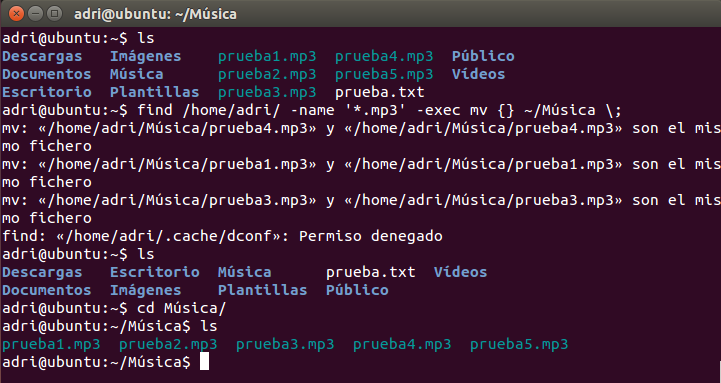 adri@ubuntu: ~/Música
adri@ubuntu:~$ ls
Descargas   Imágenes    prueba1.mp3  prueba4.mp3  Público
Documentos  Música      prueba2.mp3  prueba5.mp3  Vídeos
Escritorio  Plantillas  prueba3.mp3  prueba.txt
adri@ubuntu:~$ find /home/adri/ -name '*.mp3' -exec mv {} ~/Música \;
mv: «/home/adri/Música/prueba4.mp3» y «/home/adri/Música/prueba4.mp3» son el mis
mo fichero
mv: «/home/adri/Música/prueba1.mp3» y «/home/adri/Música/prueba1.mp3» son el mis
mo fichero
mv: «/home/adri/Música/prueba3.mp3» y «/home/adri/Música/prueba3.mp3» son el mis
mo fichero
find: «/home/adri/.cache/dconf»: Permiso denegado
adri@ubuntu:~$ ls
Descargas   Escritorio  Música      prueba.txt  Vídeos
Documentos  Imágenes    Plantillas  Público
adri@ubuntu:~$ cd Música/
adri@ubuntu:~/Música$ ls
prueba1.mp3  prueba2.mp3  prueba3.mp3  prueba4.mp3  prueba5.mp3
adri@ubuntu:~/Música$